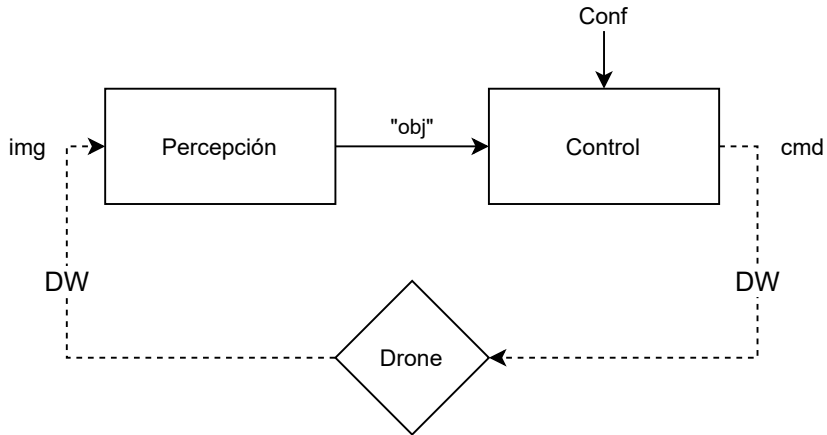 Conf
img
Percepción
"obj"
Control
cmd
DW
DW
Drone